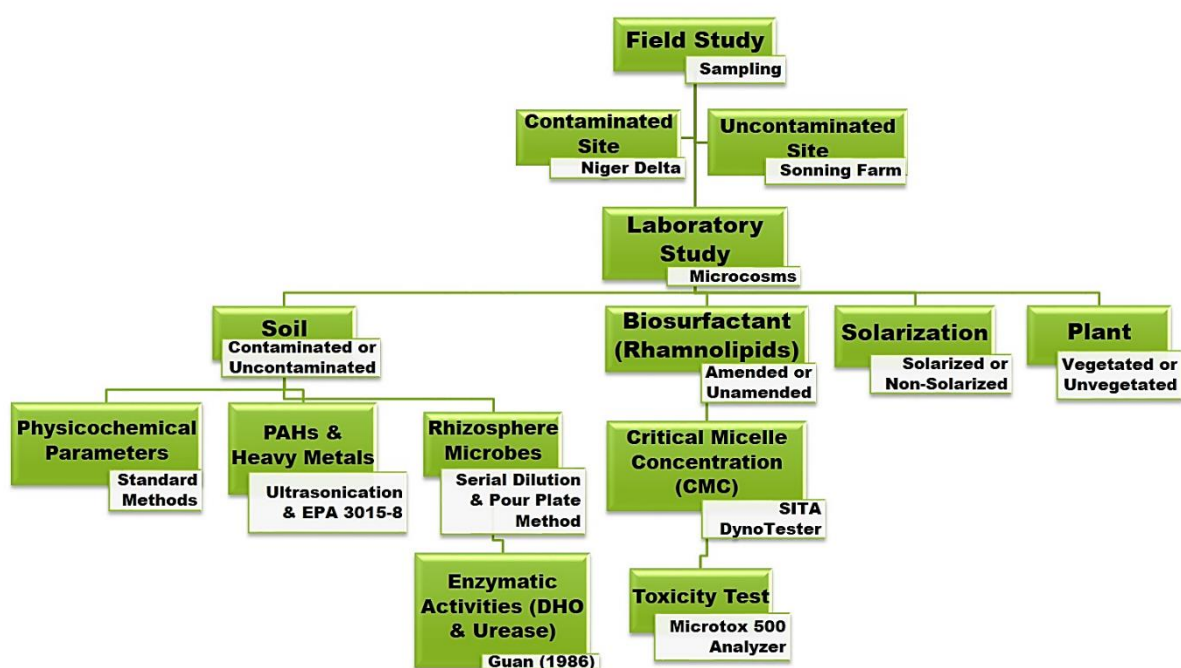 Field Study
Sampling
Contaminated
Site
Niger Delta
Uncontaminated
Site
Sonning Farm
Laboratory
Study
Microcosms
Soil
Contaminated or
Uncontaminated
Biosurfactant
(Rhamnolipids)
Amended or
Unamended
Solarization
Solarized or
Non-Solarized
Plant
Vegetated or
Unvegetated
Physicochemical
Parameters
Standard
Methods
PAHs &
Heavy Metals
Ultrasonication
& EPA 3015-8
Rhizosphere
Microbes
Serial Dilution
& Pour Plate
Method
Critical Micelle
Concentration
(CMC)
SITA
DynoTester
Enzymatic
Activities (DHO
& Urease)
Guan (1986)
Toxicity Test
Microtox 500
Analyzer